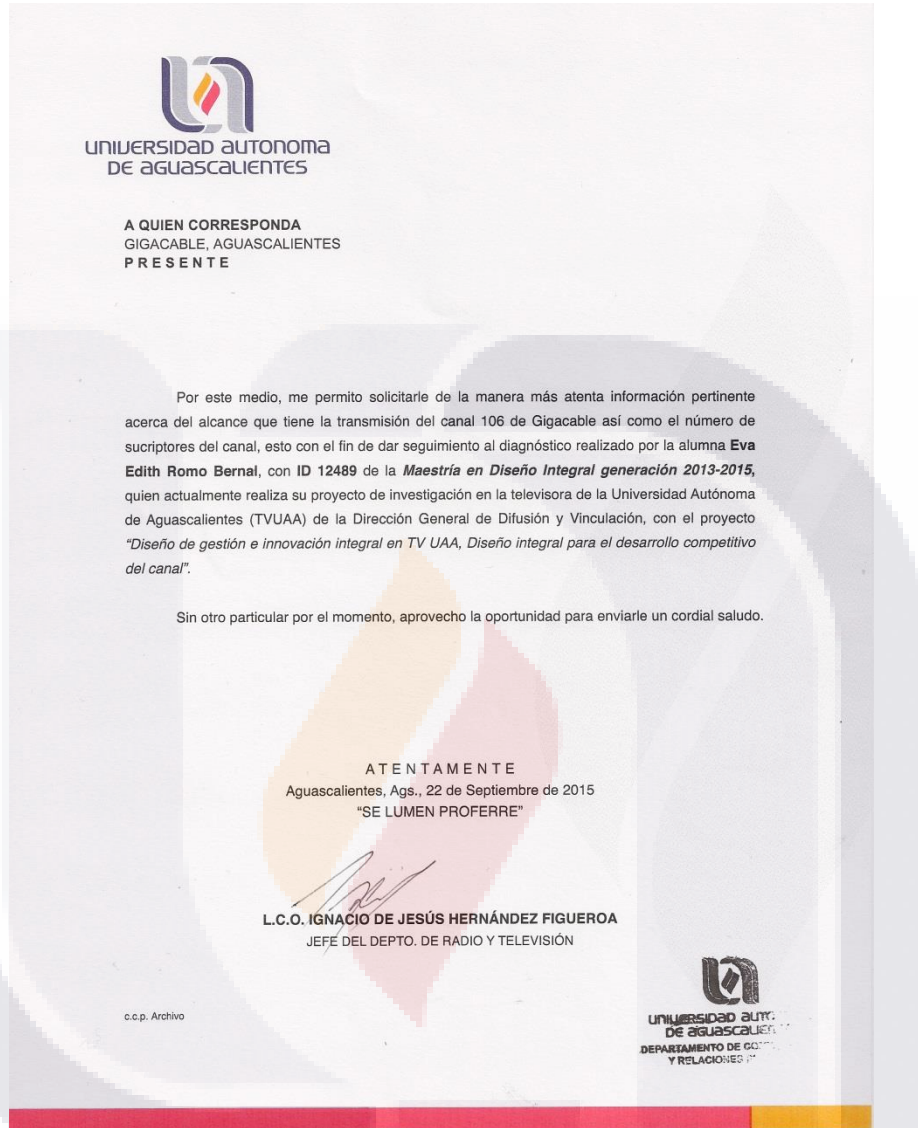 UNIVERSIDAD AUTONOMA
DE AGUASCALIENTES
A QUIEN CORRESPONDA
GIGACABLE, AGUASCALIENTES
P R E S E N T E
Por este medio, me permito solicitarle de la manera más atenta información pertinente
acerca del alcance que tiene la transmisión del canal 106 de Gigacable así como el número de
sucriptores del canal, esto con el fin de dar seguimiento al diagnóstico realizado por la alumna Eva
Edith Romo Bernal, con ID 12489 de la Maestría en Diseño Integral generación 2013-2015,
quien actualmente realiza su proyecto de investigación en la televisora de la Universidad Autónoma
de Aguascalientes (TVUAA) de la Dirección General de Difusión y Vinculación, con el proyecto
“Diseño de gestión e innovación integral en TV UAA, Diseño integral para el desarrollo competitivo
del canal”.
Sin otro particular por el momento, aprovecho la oportunidad para enviarle un cordial saludo.
A T E N T A M E N T E
Aguascalientes, Ags., 22 de Septiembre de 2015
“SE LUMEN PROFERRE”
L.C.O. IGNACIO DE JESÚS HERNÁNDEZ FIGUEROA
JEFE DEL DEPTO. DE RADIO Y TELEVISIÓN
c.c.p. Archivo
UNIVERSIDAD
DE
DEPARTAMENTO DE
Y RELACIONES